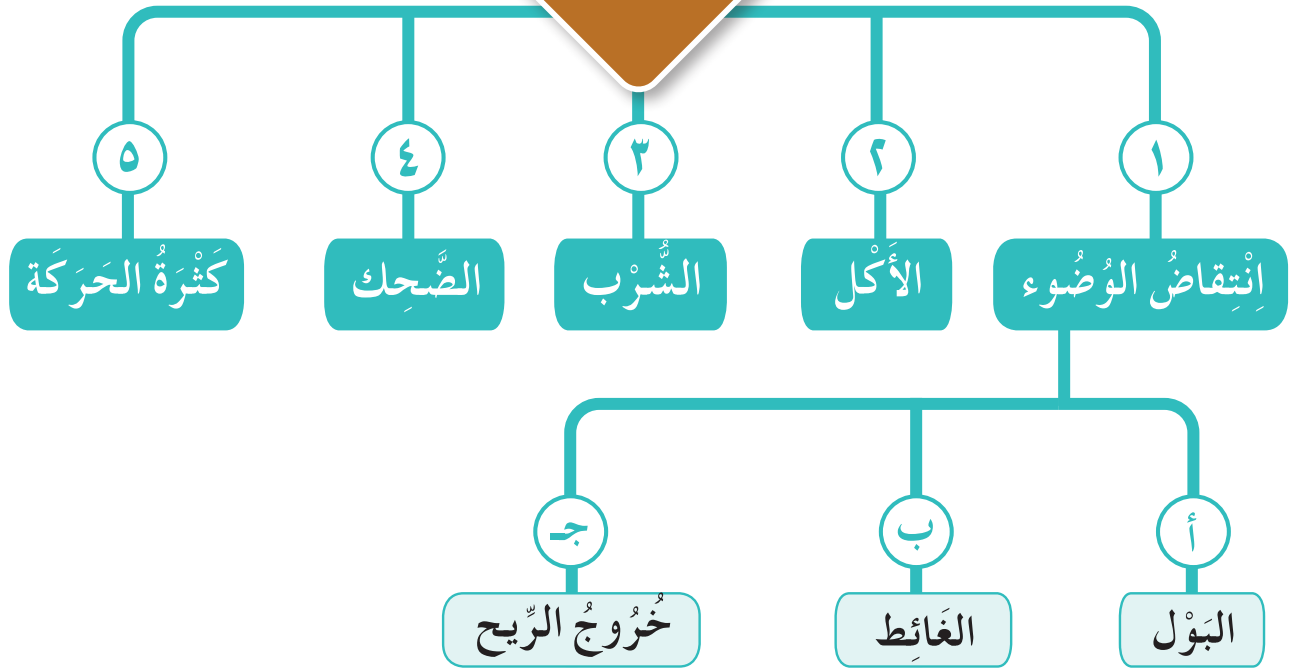 ١
٢
٣
٤
٥
اِنْتِقاضُ الوُضُوء
الأَكْل
الشُّرْب
الضَّحِك
كَثْرَةُ الحَرَكَة
أ
ب
جـ
البَوْل
الغَائِط
خُرُوجُ الرِّيح